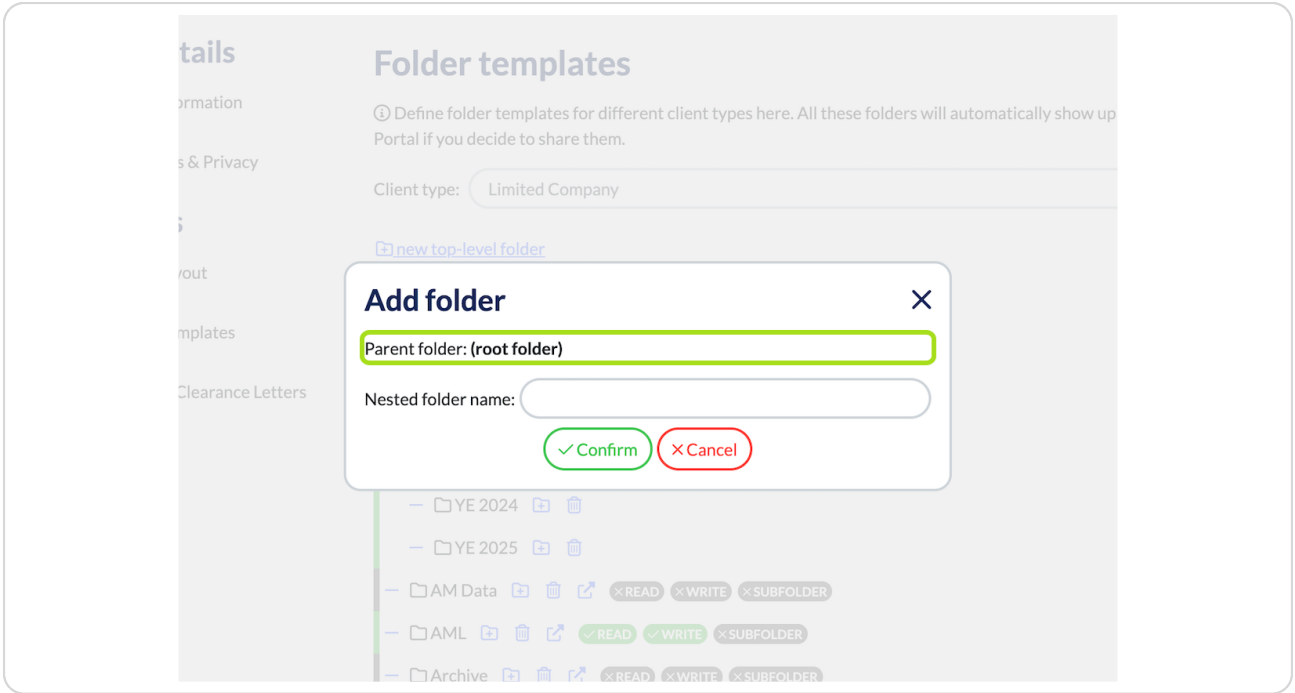 tails
Folder templates
ormation
Define folder templates for different client types here. All these folders will automatically show up
Portal if you decide to share them.
s & Privacy
Client type: Limited Company
s
new top-level folder
yout
Add folder
mplates
Parent folder: (root folder)
Clearance Letters
Nested folder name:
Confirm Cancel
YE 2024
YE 2025
AM Data READ WRITE SUBFOLDER
AML READ WRITE SUBFOLDER
Archive READ WRITE SUBFOLDER